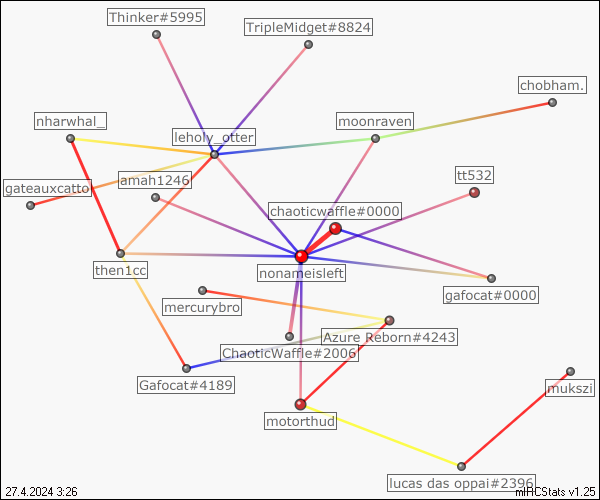 Thinker#5995
TripleMidget#8824
chobham.
nharwhal_
moonraven
leholy_otter
tt532
amah1246
gateauxcatto
chaoticwaffle#0000
then1cc
nonameisleft
gafocat#0000
mercurybro
Azure Reborn#4243
ChaoticWaffle#2006
Gafocat#4189
mukszi
motorthud
lucas das oppai#2396
27.4.2024 3:26
mIRCStats v1.25